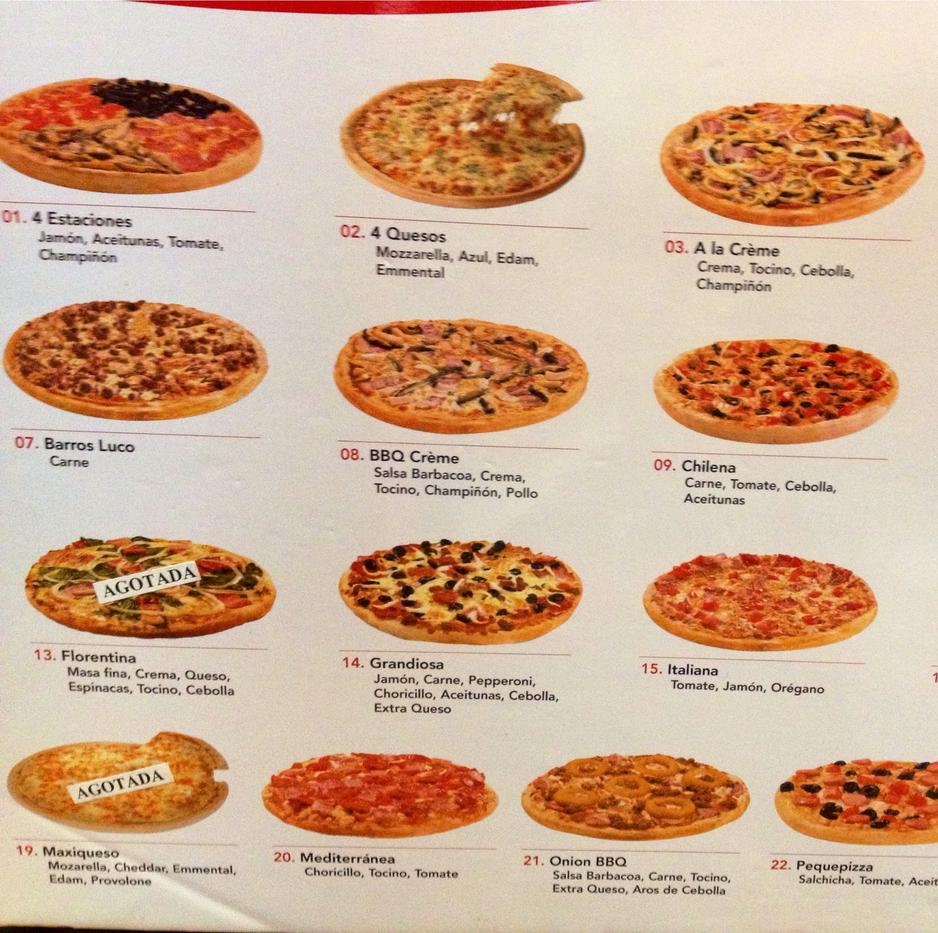 01. 4 Estaciones
Jamón, Aceitunas, Tomate,
Champiñón
02. 4 Quesos
Mozzarella, Azul, Edam,
Emmental
03. A la Crème
Crema, Tocino, Cebolla,
Champiñón
07. Barros Luco
Carne
08. BBQ Crème
Salsa Barbacoa, Crema,
Tocino, Champiñón, Pollo
09. Chilena
Carne, Tomate, Cebolla,
Aceitunas
AGOTADA
13. Florentina
Masa fina, Crema, Queso,
Espinacas, Tocino, Cebolla
14. Grandiosa
Jamón, Carne, Pepperoni,
Choricillo, Aceitunas, Cebolla,
Extra Queso
15. Italiana
Tomate, Jamón, Orégano
AGOTADA
19. Maxiqueso
Mozarella, Cheddar, Emmental,
Edam, Provolone
20. Mediterránea
Choricillo, Tocino, Tomate
21. Onion BBQ
Salsa Barbacoa, Carne, Tocino,
Extra Queso, Aros de Cebolla
22. Pequepizza
Salchicha, Tomate, Aceit